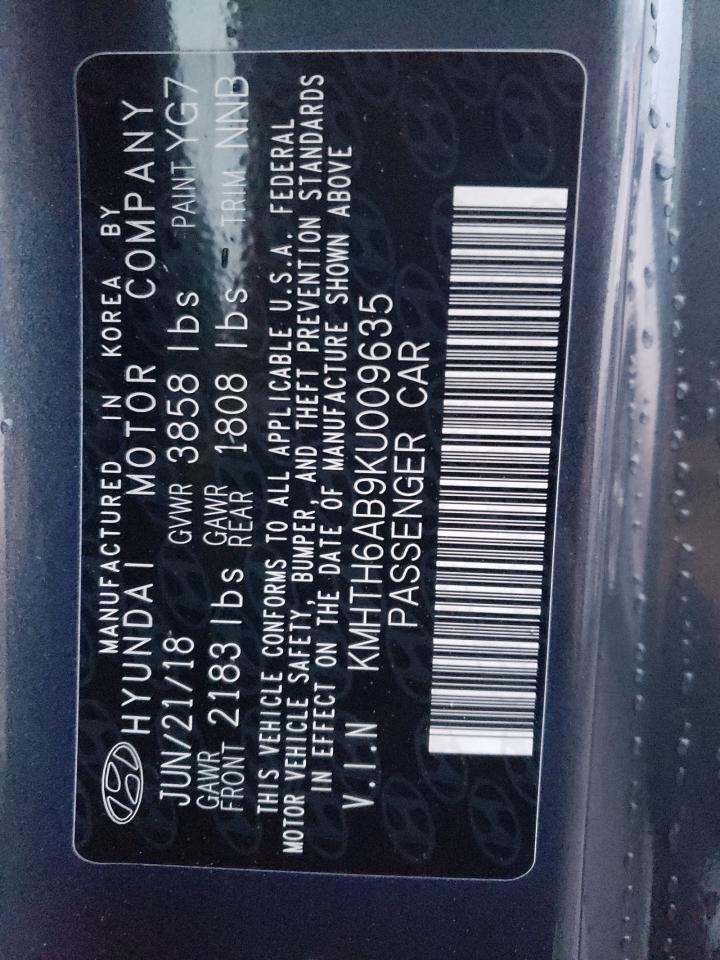 MANUFACTURED IN KOREA BY
HYUNDAI MOTOR COMPANY
JUN/21/18 GVWR 3858 lbs PAINT YG7
GAWR FRONT 2183 lbs GAWR REAR 1808 lbs TRIM NNB
THIS VEHICLE CONFORMS TO ALL APPLICABLE U.S.A. FEDERAL
MOTOR VEHICLE SAFETY, BUMPER, AND THEFT PREVENTION STANDARDS
IN EFFECT ON THE DATE OF MANUFACTURE SHOWN ABOVE
V.I.N KMHTH6AB9KU009635
PASSENGER CAR